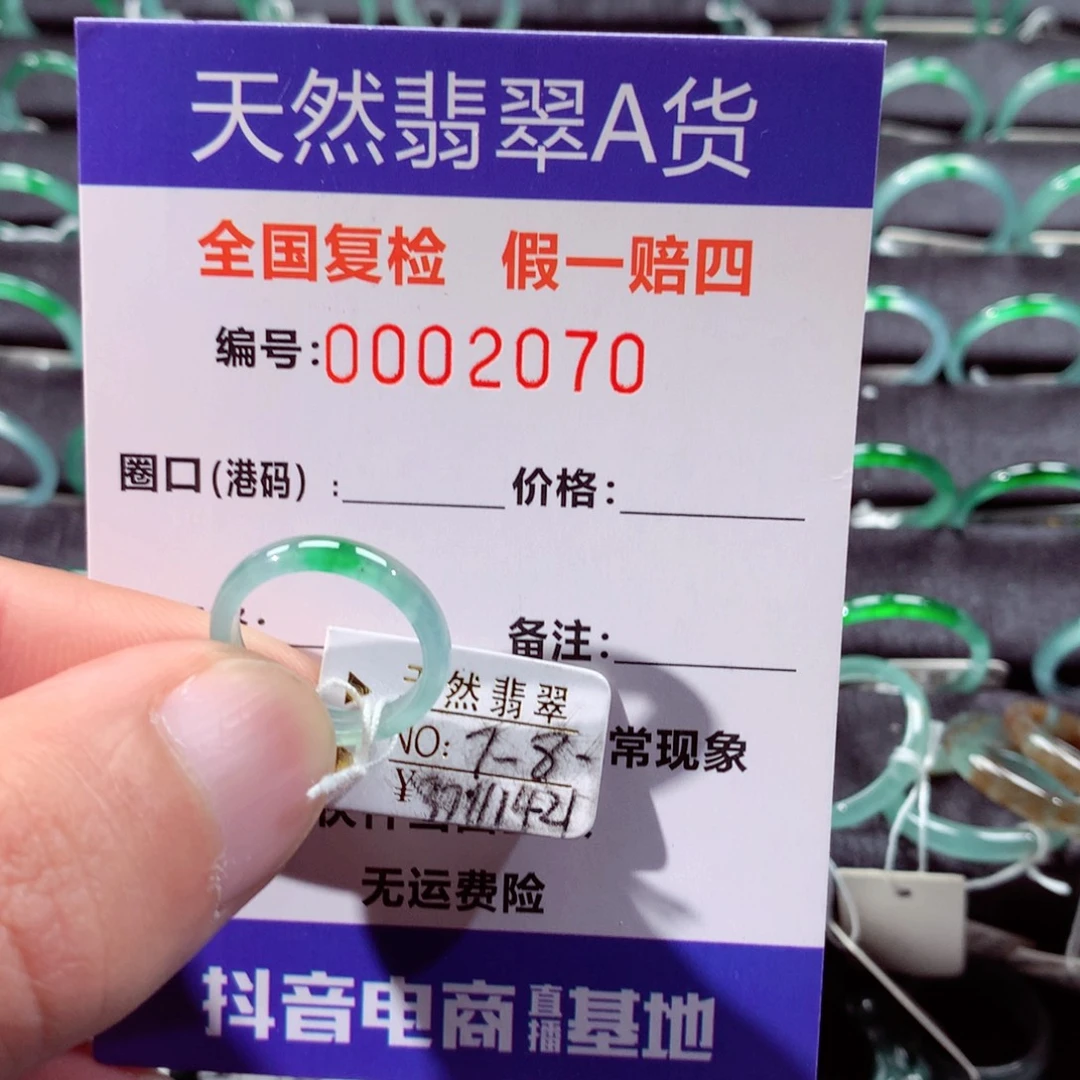 天然翡翠A货
全国复检 假一赔四
编号:0002070
圈口(港码) :
价格:
备注:
然翡翠
NO: 7-8-
¥
常现象
无运费险
抖音电商直播基地